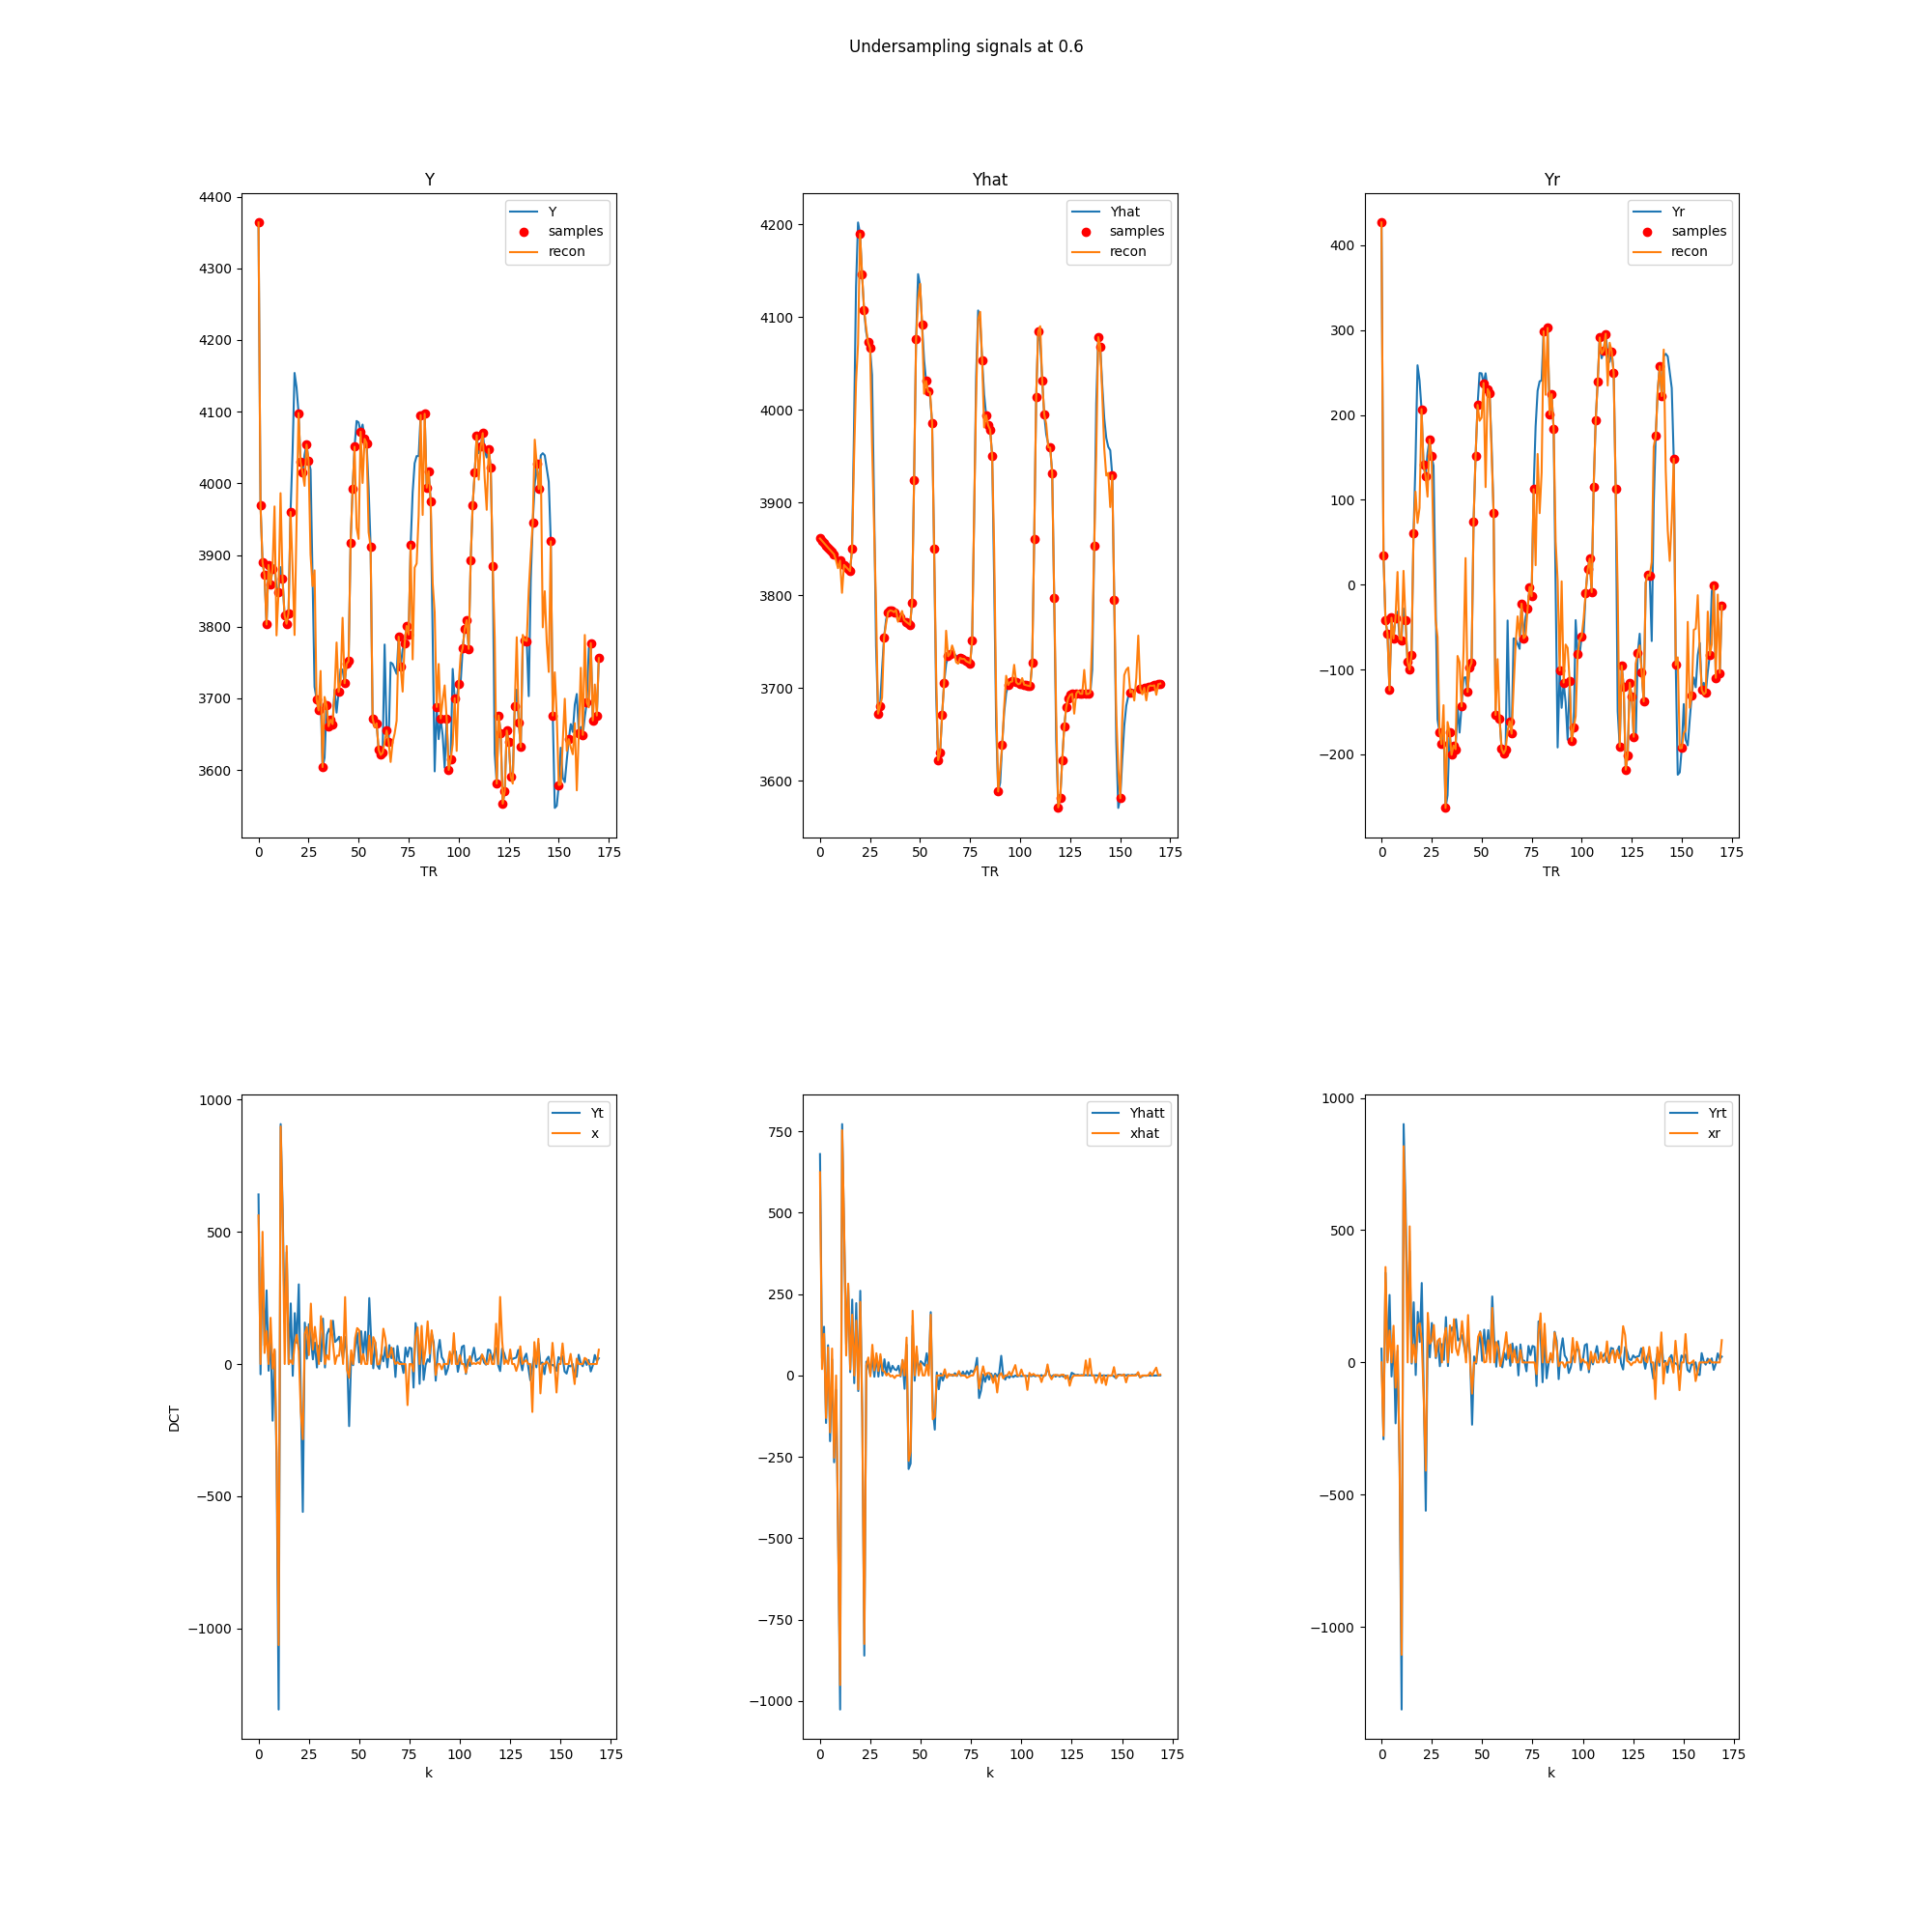 Undersampling signals at 0.6
Y
4400
4300
4200
4100
4000
3900
3800
3700
3600
Y
samples
recon
0 25 50 75 100 125 150 175
TR
Yhat
4200
4100
4000
3900
3800
3700
3600
Yhat
samples
recon
0 25 50 75 100 125 150 175
TR
Yr
400
300
200
100
0
−100
−200
Yr
samples
recon
0 25 50 75 100 125 150 175
TR
DCT
1000
500
0
−500
−1000
Yt
x
0 25 50 75 100 125 150 175
k
750
500
250
0
−250
−500
−750
−1000
Yhatt
xhat
0 25 50 75 100 125 150 175
k
1000
500
0
−500
−1000
Yrt
xr
0 25 50 75 100 125 150 175
k